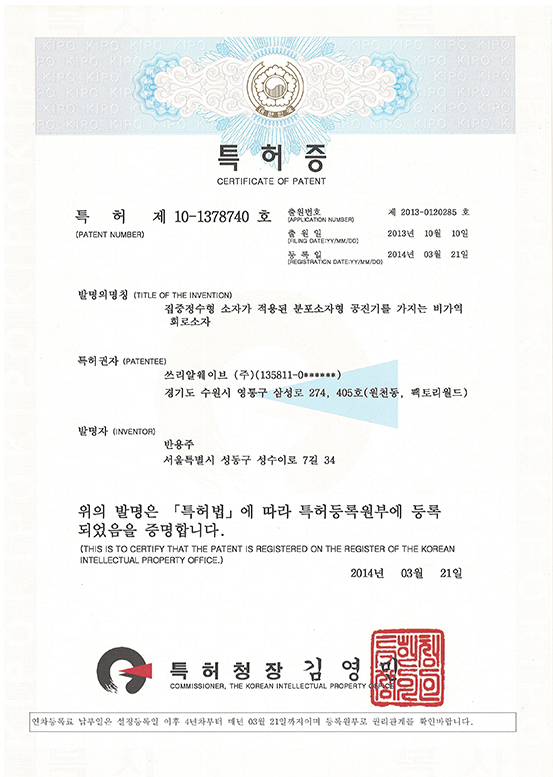 특허증
CERTIFICATE OF PATENT
특 허 제 10-1378740 호
(PATENT NUMBER)
출원번호 제 2013-0120285 호
(APPLICATION NUMBER)
출 원 일 2013년 10월 10일
(FILING DATE:YY/MM/DD)
등 록 일 2014년 03월 21일
(REGISTRATION DATE:YY/MM/DD)
발명의명칭 (TITLE OF THE INVENTION)
집중정수형 소자가 적용된 분포소자형 공진기를 가지는 비가역
회로소자
특허권자 (PATENTEE)
쓰리알웨이브 (주)(135811-0******)
경기도 수원시 영통구 삼성로 274, 405호(원천동, 팩토리월드)
발명자 (INVENTOR)
반용주
서울특별시 성동구 성수이로 7길 34
위의 발명은 「특허법」에 따라 특허등록원부에 등록
되었음을 증명합니다.
(THIS IS TO CERTIFY THAT THE PATENT IS REGISTERED ON THE REGISTER OF THE KOREAN
INTELLECTUAL PROPERTY OFFICE.)
2014년 03월 21일
특허청장 김영민
COMMISSIONER, THE KOREAN INTELLECTUAL PROPERTY OFFICE
연차등록료 납부일은 설정등록일 이후 4년차부터 매년 03월 21일까지이며 등록원부로 권리관계를 확인바랍니다.